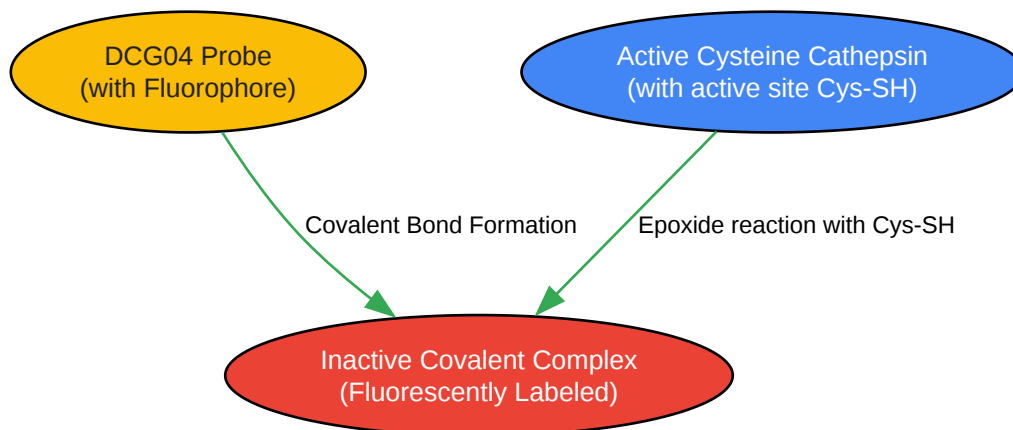 DCG04 Probe
(with Fluorophore)
Active Cysteine Cathepsin
(with active site Cys-SH)
Covalent Bond Formation
Epoxide reaction with Cys-SH
Inactive Covalent Complex
(Fluorescently Labeled)